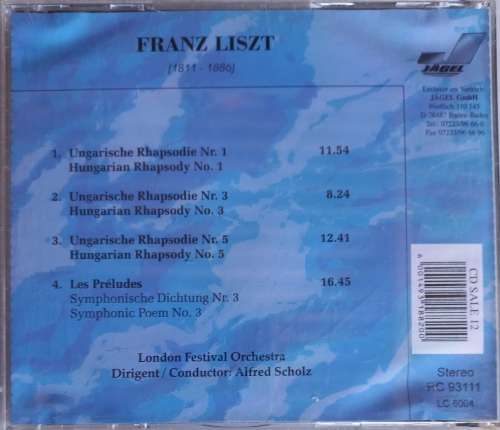 FRANZ LISZT
(1811 - 1886)
JÄGEL
JÄGEL GmbH
1. Ungarische Rhapsodie Nr. 1 11.54
Hungarian Rhapsody No. 1
2. Ungarische Rhapsodie Nr. 3 8.24
Hungarian Rhapsody No. 3
3. Ungarische Rhapsodie Nr. 5 12.41
Hungarian Rhapsody No. 5
4. Les Préludes 16.45
Symphonische Dichtung Nr. 3
Symphonic Poem No. 3
London Festival Orchestra
Dirigent / Conductor: Alfred Scholz
CD SALE 12
Stereo
RC 93111
LC 6004